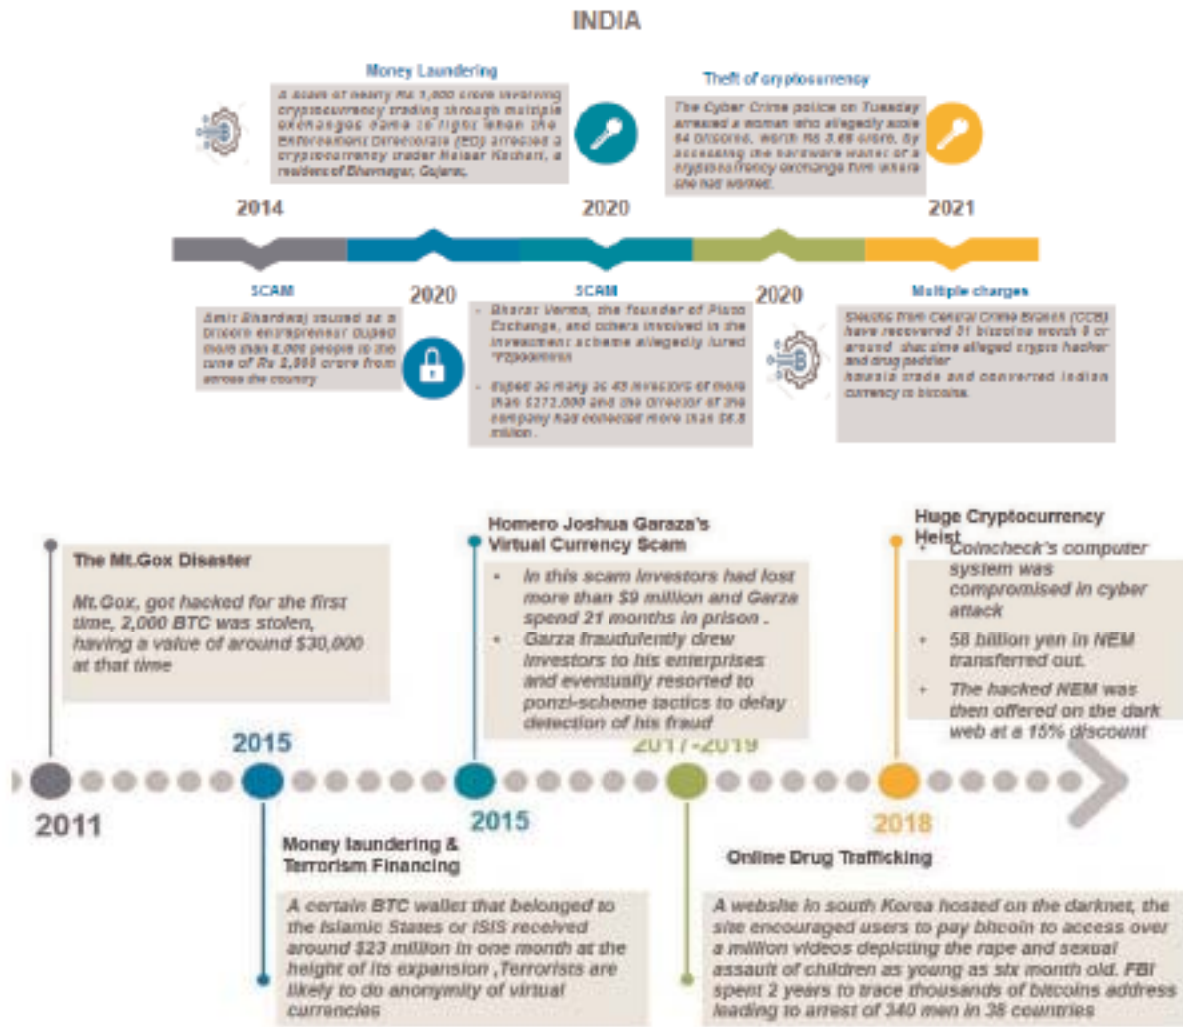 INDIA
Money Laundering
A scam of nearly Rs 1,000 crore involving
cryptocurrency trading through multiple
exchanges came to light when the
Enforcement Directorate (ED) arrested a
cryptocurrency trader
resident of Bhavnagar, Gujarat.
Theft of cryptocurrency
The Cyber Crime police on Tuesday
arrested a woman who allegedly stole
64 bitcoins, worth Rs crore, by
accessing the hardware wallet of a
cryptocurrency exchange firm where
she had worked.
2014
2020
2021
SCAM
Amit Bhardwaj as a
bitcoin entrepreneur duped
more than 8,000 people to the
tune of Rs crore from
across the country
2020
SCAM
• Bharat Verma, the founder of Pluto
Exchange, and others involved in the
investment scheme allegedly lured
• duped as many as 43 investors of more
than $272,000 and the director of the
company had collected more than
million .
2020
Multiple charges
Sleuths from Central Crime Branch (CCB)
have recovered 31 bitcoins worth 9 cr
around alleged crypto hacker
and drug peddler
trade and converted Indian
currency to bitcoins.
The Mt.Gox Disaster
Mt.Gox, got hacked for the first
time, 2,000 BTC was stolen,
having a value of around $30,000
at that time
Homero Joshua Garaza's
Virtual Currency Scam
• In this scam Investors had lost
more than $9 million and Garza
spend 21 months in prison .
• Garza fraudulently drew
investors to his enterprises
and eventually resorted to
ponzi-scheme tactics to delay
detection of his fraud
Huge Cryptocurrency
Heist
• Coincheck's computer
system was
compromised in cyber
attack
• 58 billion yen in NEM
transferred out.
• The hacked NEM was
then offered on the dark
web at a 15% discount
2015
2017-2019
2011
2015
2018
Money laundering &
Terrorism Financing
A certain BTC wallet that belonged to
the Islamic States or ISIS received
around $23 million in one month at the
height of its expansion ,Terrorists are
likely to do anonymity of virtual
currencies
Online Drug Trafficking
A website in south Korea hosted on the darknet, the
site encouraged users to pay bitcoin to access over
a million videos depicting the rape and sexual
assault of children as young as six month old. FBI
spent 2 years to trace thousands of bitcoins address
leading to arrest of 340 men in 38 countries